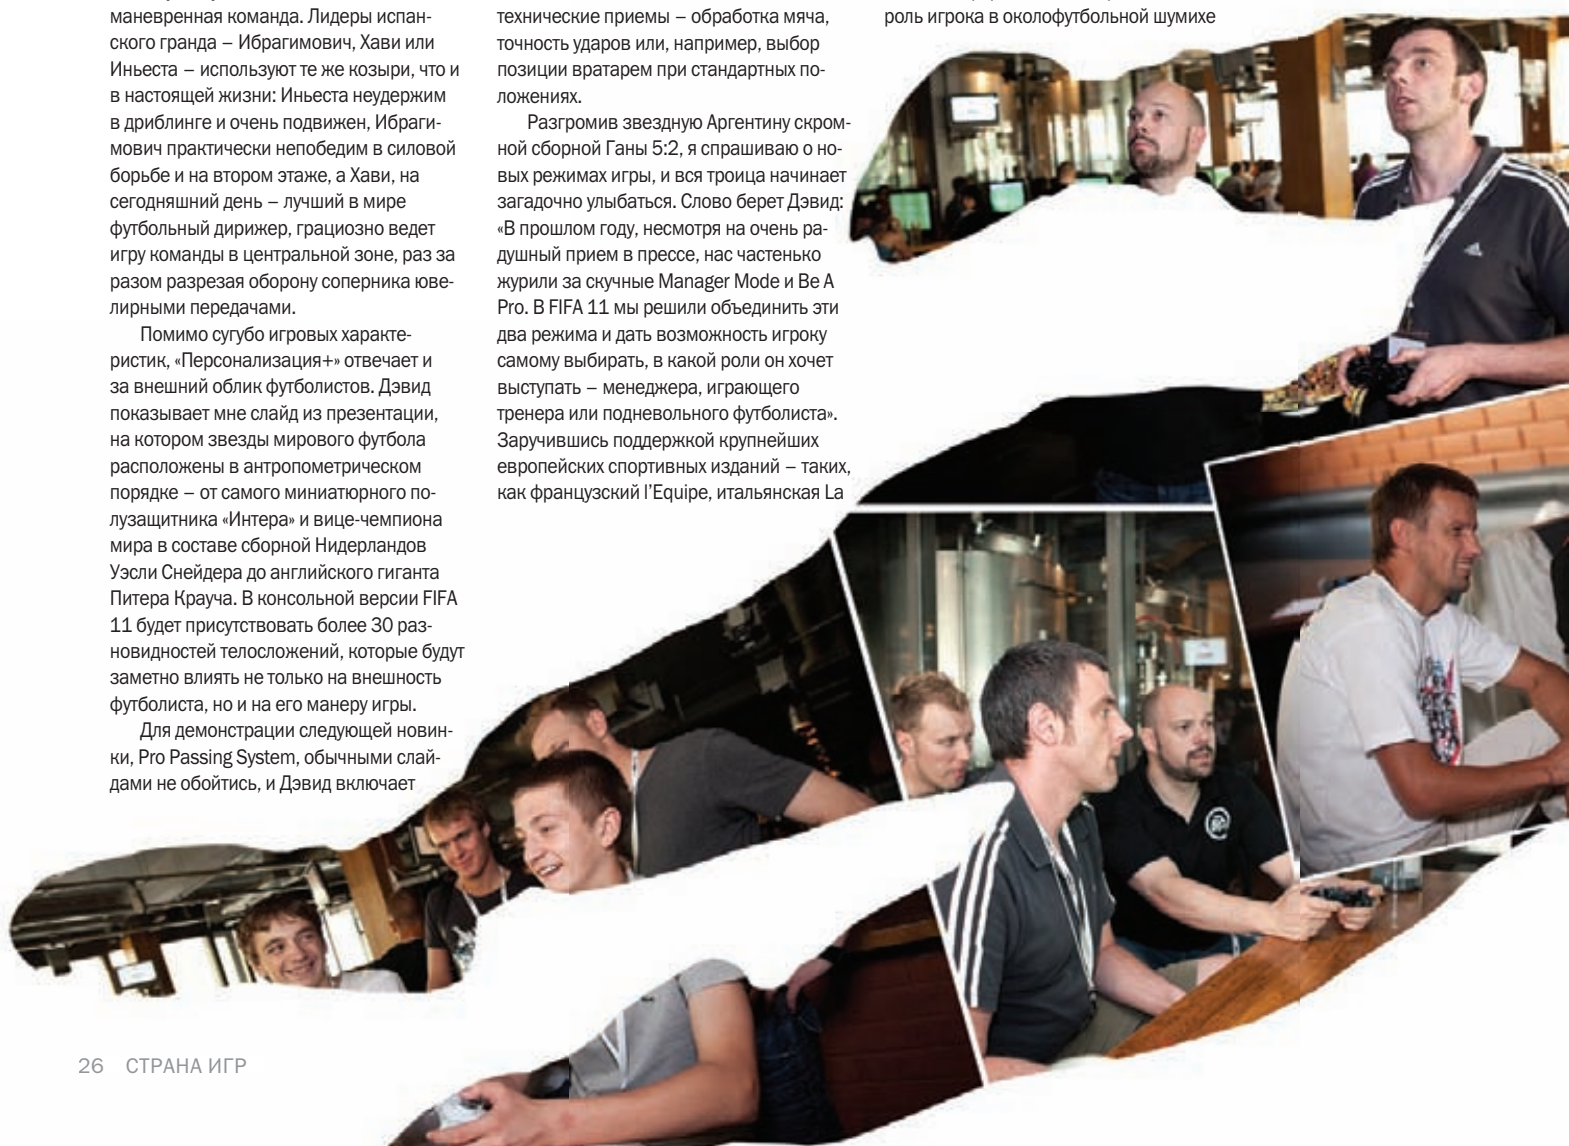 маневренная команда. Лидеры испан-
ского гранда – Ибрагимович, Хави или
Иньеста – используют те же козыри, что и
в настоящей жизни: Иньеста неудержим
в дриблинге и очень подвижен, Ибраги-
мович практически непобедим в силовой
борьбе и на втором этаже, а Хави, на
сегодняшний день – лучший в мире
футбольный дирижер, грациозно ведет
игру команды в центральной зоне, раз за
разом разрезая оборону соперника юве-
лирными передачами.
Помимо сугубо игровых характе-
ристик, «Персонализация+» отвечает и
за внешний облик футболистов. Дэвид
показывает мне слайд из презентации,
на котором звезды мирового футбола
расположены в антропометрическом
порядке – от самого миниатюрного по-
лузащитника «Интера» и вице-чемпиона
мира в составе сборной Нидерландов
Уэсли Снейдера до английского гиганта
Питера Крауча. В консольной версии FIFA
11 будет присутствовать более 30 раз-
новидностей телосложений, которые будут
заметно влиять не только на внешность
футболиста, но и на его манеру игры.
Для демонстрации следующей новин-
ки, Pro Passing System, обычными слай-
дами не обойтись, и Дэвид включает
технические приемы – обработка мяча,
точность ударов или, например, выбор
позиции вратарем при стандартных по-
ложениях.
Разгромив звездную Аргентину скром-
ной сборной Ганы 5:2, я спрашиваю о но-
вых режимах игры, и вся троица начинает
загадочно улыбаться. Слово берет Дэвид:
«В прошлом году, несмотря на очень ра-
душный прием в прессе, нас частенько
журили за скучные Manager Mode и Be A
Pro. В FIFA 11 мы решили объединить эти
два режима и дать возможность игроку
самому выбирать, в какой роли он хочет
выступать – менеджера, играющего
тренера или подневольного футболиста».
Заручившись поддержкой крупнейших
европейских спортивных изданий – таких,
как французский l’Equipe, итальянская La
роль игрока в околофутбольной шумихе
26 СТРАНА ИГР